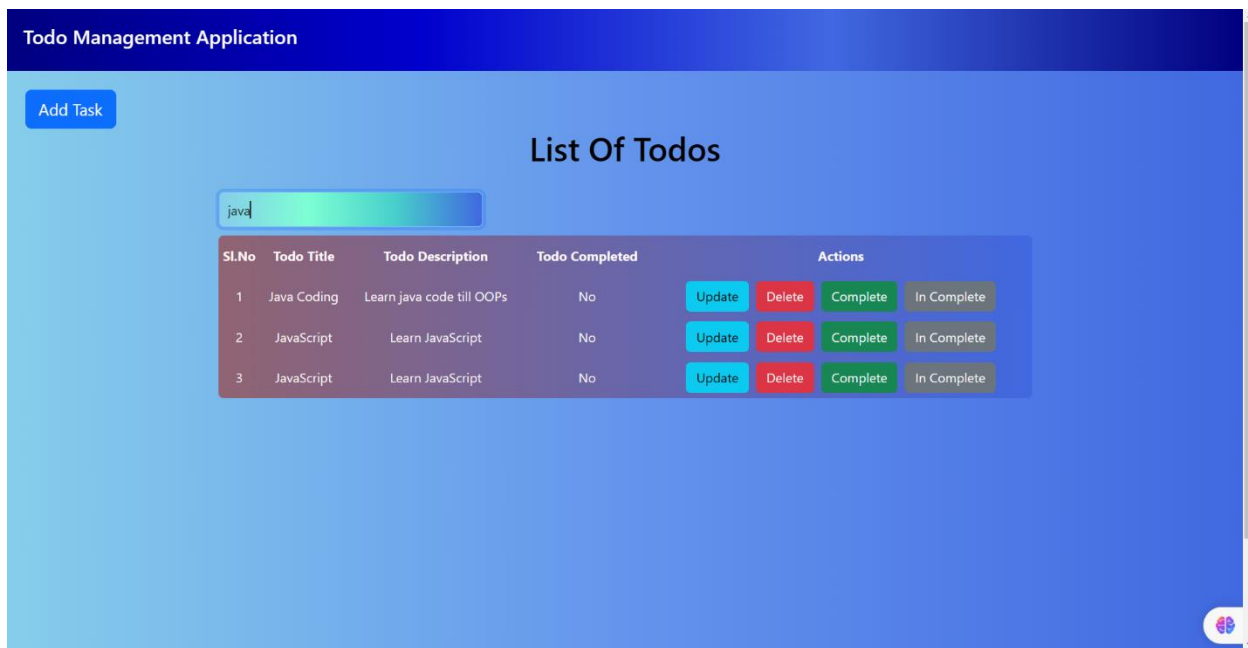 Todo Management Application
Add Task
List Of Todos
java
Sl.No Todo Title Todo Description Todo Completed Actions
1 Java Coding Learn java code till OOPs No Update Delete Complete In Complete
2 JavaScript Learn JavaScript No Update Delete Complete In Complete
3 JavaScript Learn JavaScript No Update Delete Complete In Complete